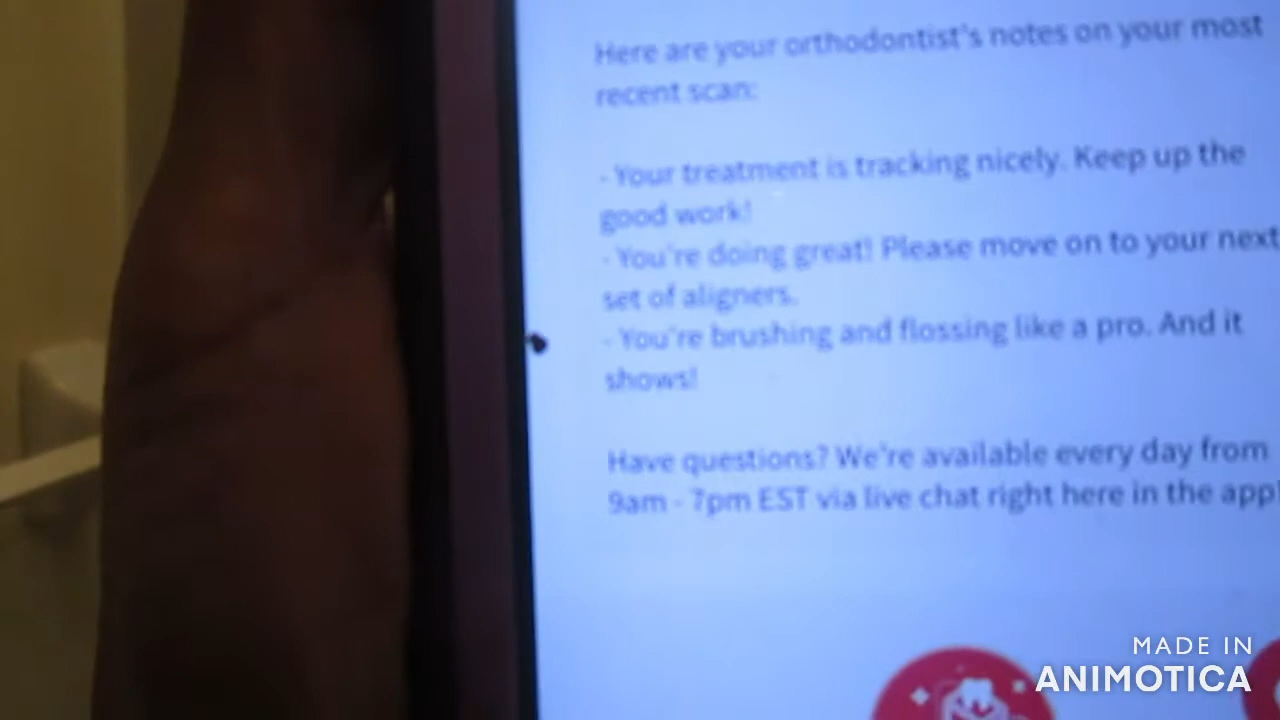 Here are your orthodontist's notes on your most
recent scan:
- Your treatment is tracking nicely. Keep up the
good work!
- You're doing great! Please move on to your next
set of aligners.
- You're brushing and flossing like a pro. And it
shows!
Have questions? We're available every day from
9am - 7pm EST via live chat right here in the app!
MADE IN
ANIMOTICA